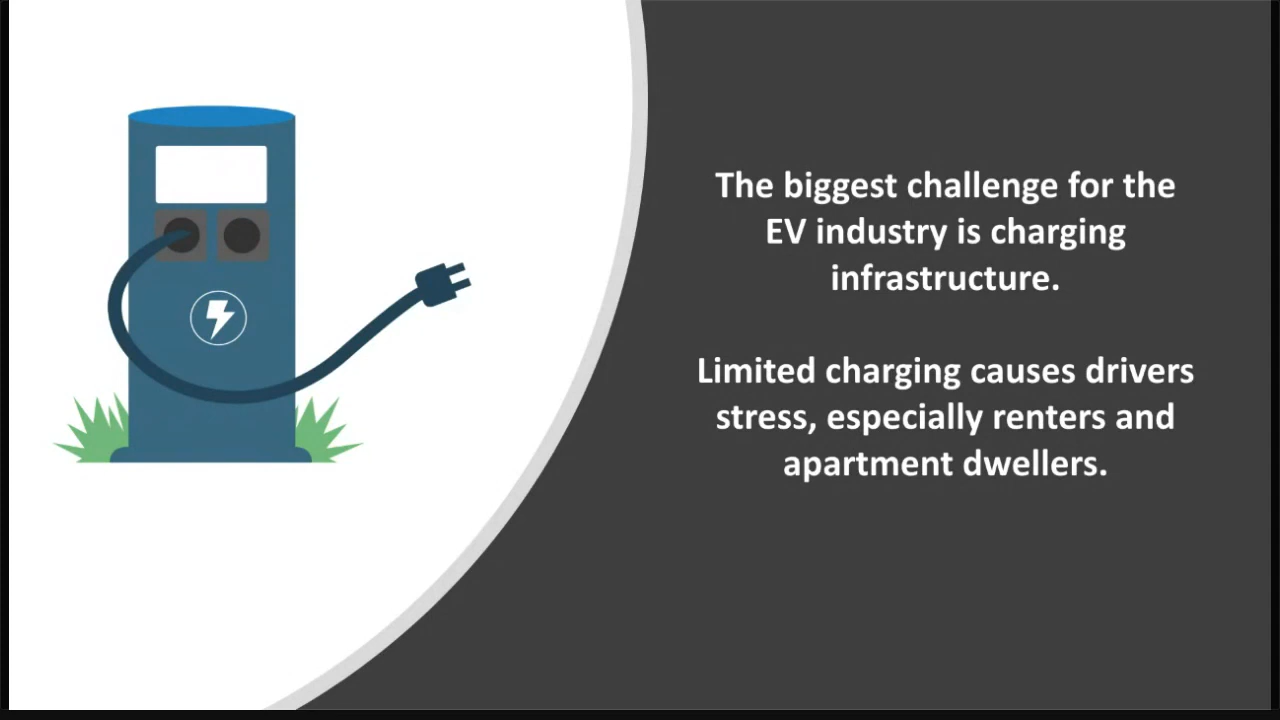 The biggest challenge for the
EV industry is charging
infrastructure.
Limited charging causes drivers
stress, especially renters and
apartment dwellers.